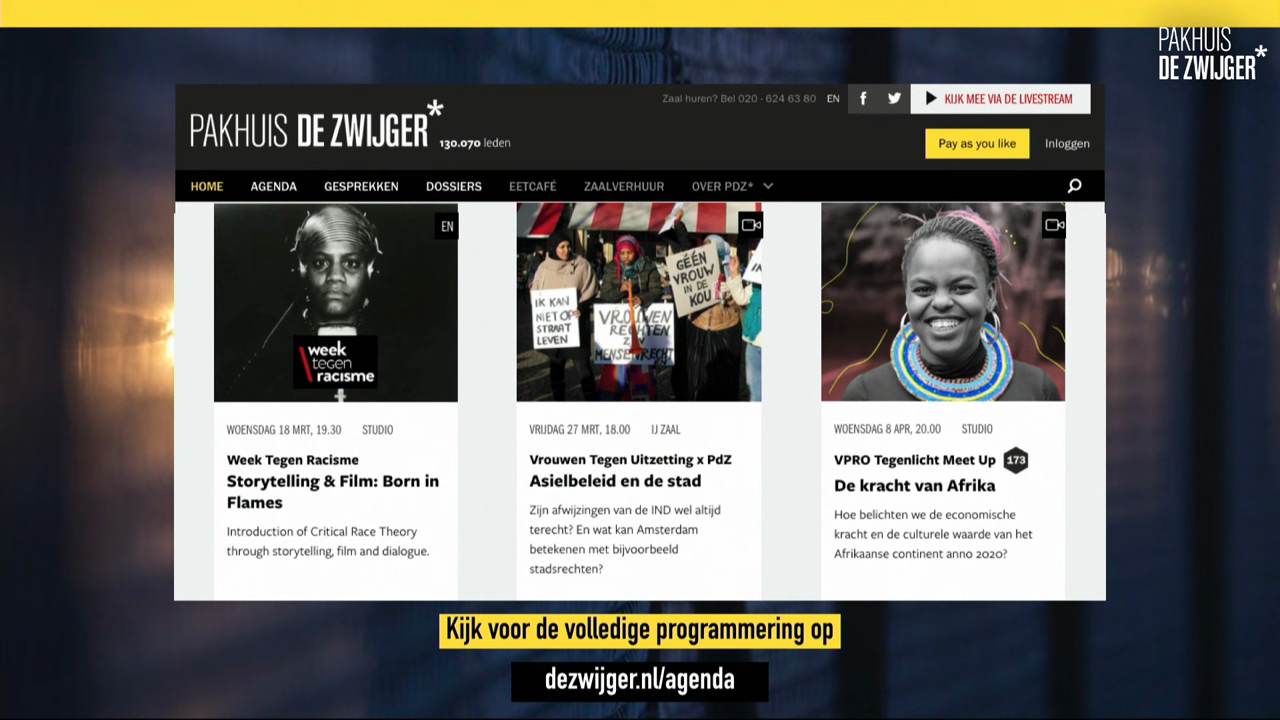 PAKHUIS
DE ZWIJGER*
Zaal huren? Bel 020 - 624 63 80 EN KIJK MEE VIA DE LIVESTREAM
PAKHUIS DE ZWIJGER* 130.070 leden
Pay as you like Inloggen
HOME AGENDA GESPREKKEN DOSSIERS EETCAFÉ ZAALVERHUUR OVER PDZ*
EN
week
tegen
racisme
WOENSDAG 18 MRT, 19.30 STUDIO
Week Tegen Racisme
Storytelling & Film: Born in
Flames
Introduction of Critical Race Theory
through storytelling, film and dialogue.
IK KAN
NIET OP
STRAAT
LEVEN
VROUWEN
RECHTEN
ZIJN
MENSENRECHT
GÉÉN
VROUW
IN DE
KOU
VRIJDAG 27 MRT, 18.00 IJ ZAAL
Vrouwen Tegen Uitzetting x PdZ
Asielbeleid en de stad
Zijn afwijzingen van de IND wel altijd
terecht? En wat kan Amsterdam
betekenen met bijvoorbeeld
stadsrechten?
WOENSDAG 8 APR, 20.00 STUDIO
VPRO Tegenlicht Meet Up 173
De kracht van Afrika
Hoe belichten we de economische
kracht en de culturele waarde van het
Afrikaanse continent anno 2020?
Kijk voor de volledige programmering op
dezwijger.nl/agenda